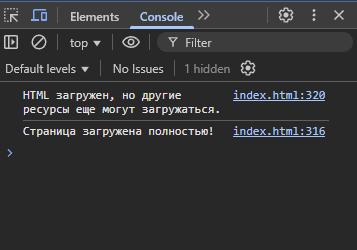 Elements Console
top Filter
Default levels No Issues 1 hidden
HTML загружен, но другие index.html:320
ресурсы еще могут загружаться.
Страница загружена полностью! index.html:316